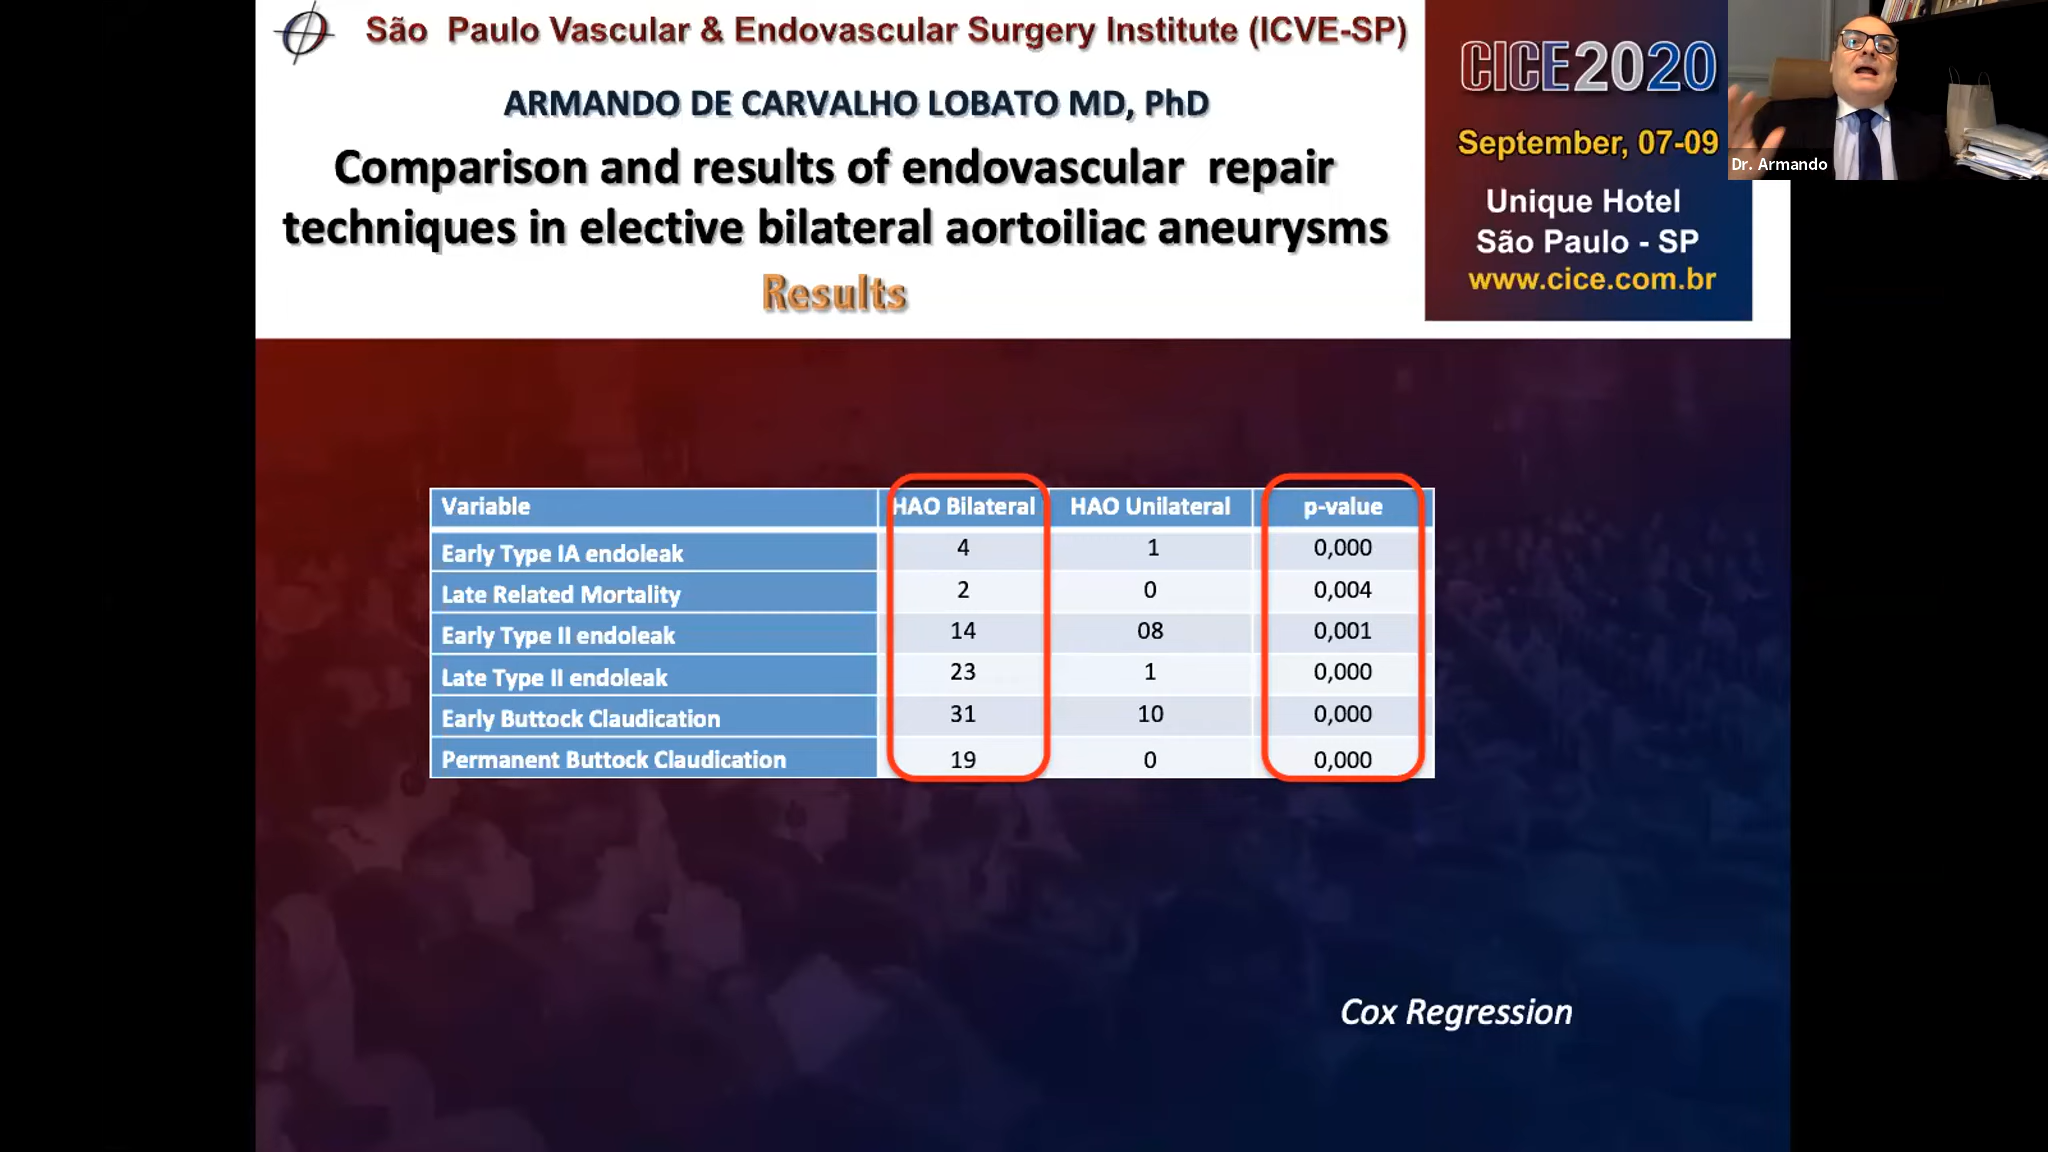 São Paulo Vascular & Endovascular Surgery Institute (ICVE-SP)
ARMANDO DE CARVALHO LOBATO MD, PhD
Comparison and results of endovascular repair
techniques in elective bilateral aortoiliac aneurysms
Results
CICE2020
September, 07-09
Unique Hotel
São Paulo - SP
www.cice.com.br
Dr. Armando
Variable HAO Bilateral HAO Unilateral p-value
Early Type IA endoleak 4 1 0,000
Late Related Mortality 2 0 0,004
Early Type II endoleak 14 08 0,001
Late Type II endoleak 23 1 0,000
Early Buttock Claudication 31 10 0,000
Permanent Buttock Claudication 19 0 0,000
Cox Regression